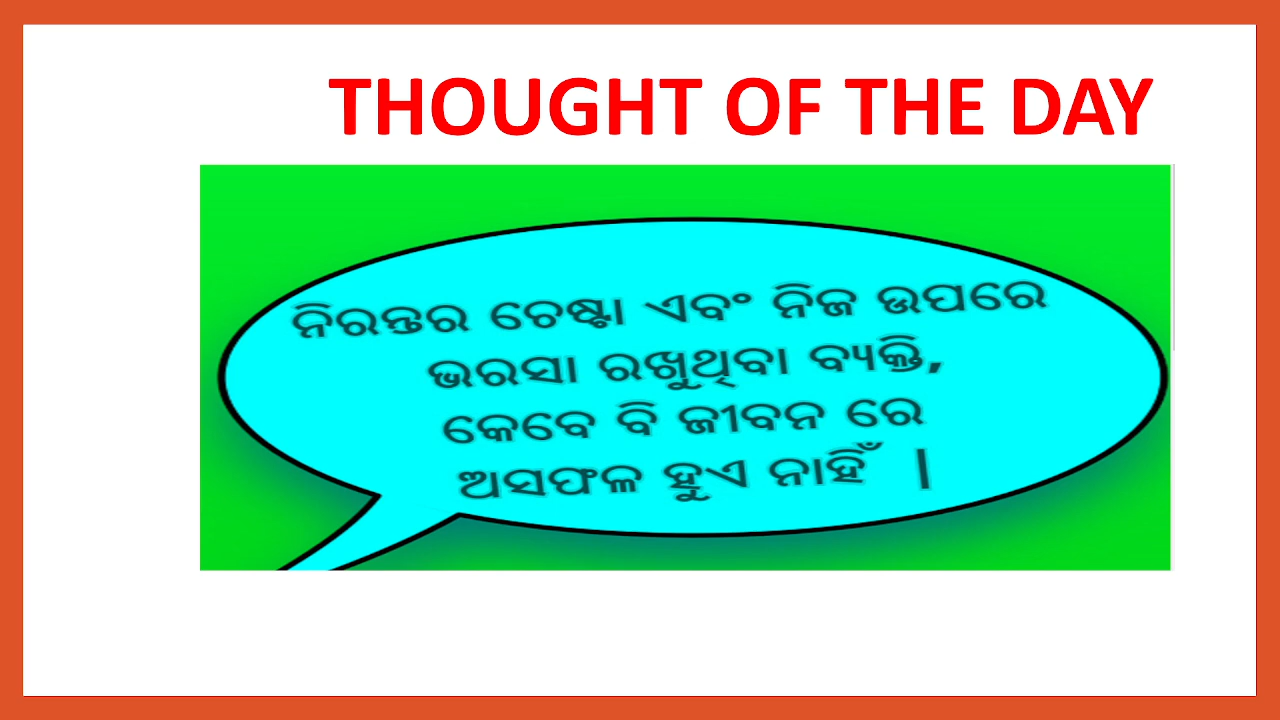 THOUGHT OF THE DAY
ନିରନ୍ତର ଚେଷ୍ଟା ଏବଂ ନିଜ ଉପରେ
ଭରସା ରଖୁଥିବା ବ୍ୟକ୍ତି,
କେବେ ବି ଜୀବନ ରେ
ଅସଫଳ ହୁଏ ନାହିଁ |